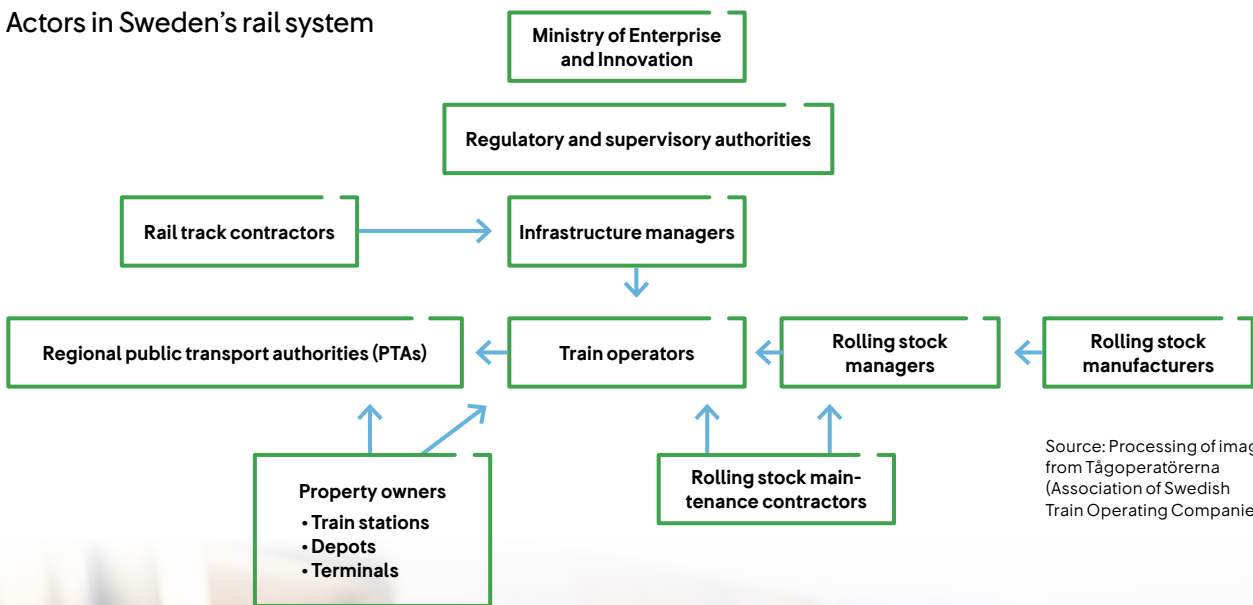 Actors in Sweden's rail system
Ministry of Enterprise
and Innovation
Regulatory and supervisory authorities
Rail track contractors
Infrastructure managers
Regional public transport authorities (PTAs)
Train operators
Rolling stock
managers
Rolling stock
manufacturers
Property owners
• Train stations
• Depots
• Terminals
Rolling stock main-
tenance contractors
Source: Processing of imag
from Tågoperatörerna
(Association of Swedish
Train Operating Companie